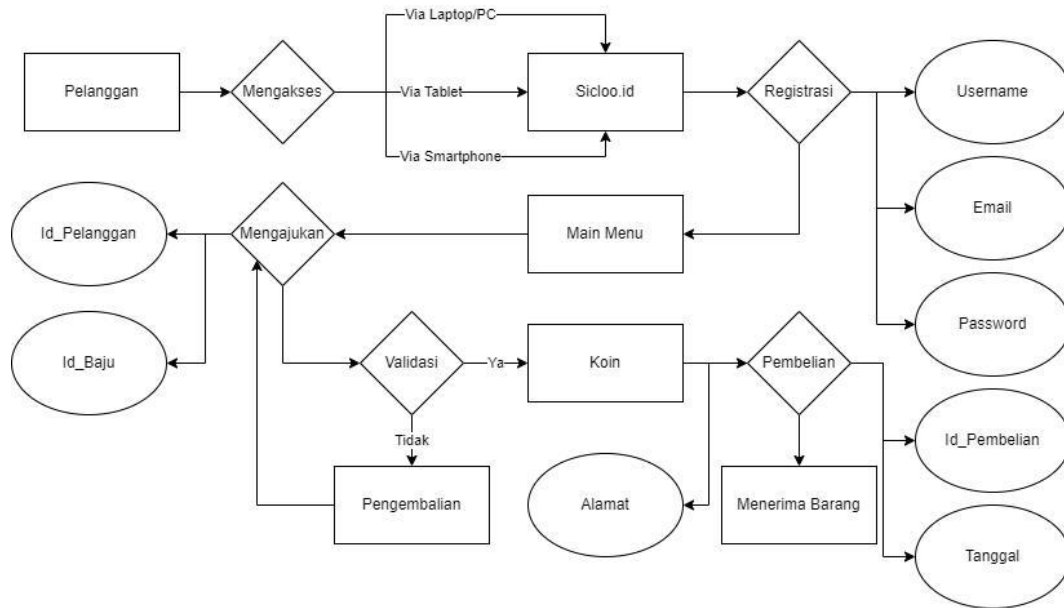 Via Laptop/PC
Pelanggan
Mengakses
Via Tablet
Sicloo.id
Registrasi
Username
Via Smartphone
Email
Id_Pelanggan
Mengajukan
Main Menu
Password
Id_Baju
Validasi
Ya
Koin
Pembelian
Tidak
Id_Pembelian
Pengembalian
Alamat
Menerima Barang
Tanggal